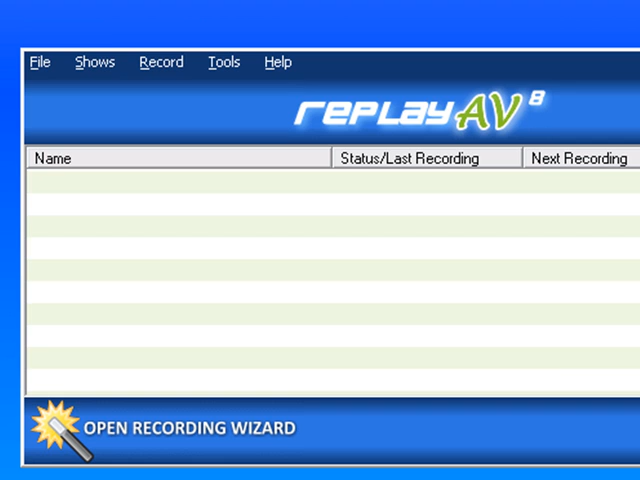 File Shows Record Tools Help
replay AV 8
Name Status/Last Recording Next Recording
OPEN RECORDING WIZARD